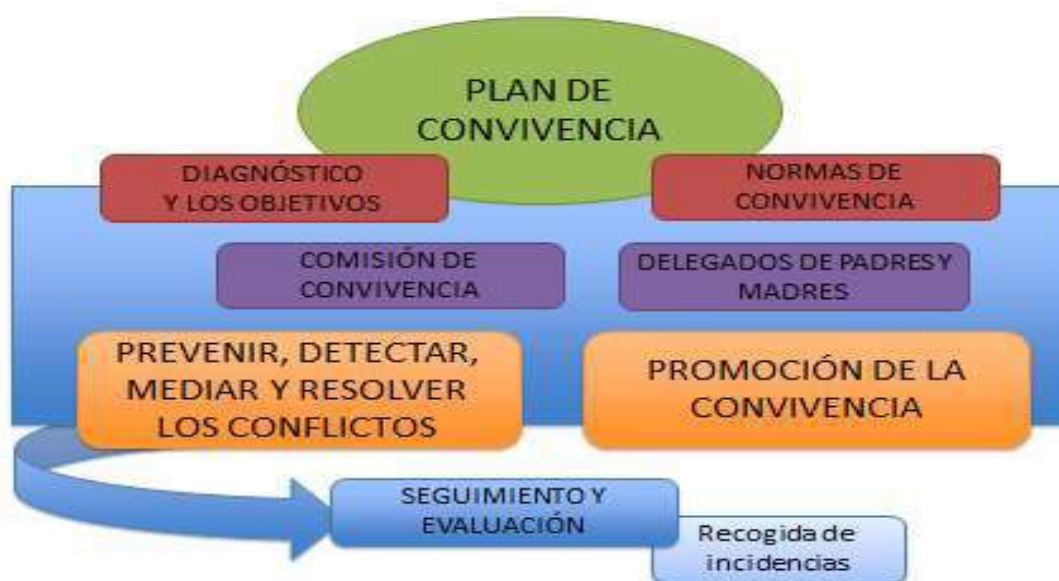 PLAN DE
CONVIVENCIA
DIAGNÓSTICO
Y LOS OBJETIVOS
NORMAS DE
CONVIVENCIA
COMISIÓN DE
CONVIVENCIA
DELEGADOS DE PADRES Y
MADRES
PREVENIR, DETECTAR,
MEDIAR Y RESOLVER
LOS CONFLICTOS
PROMOCIÓN DE LA
CONVIVENCIA
SEGUIMIENTO Y
EVALUACIÓN
Recogida de
incidencias